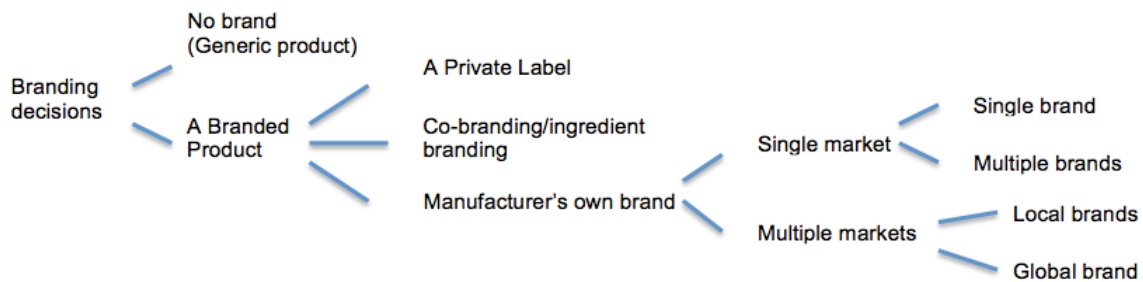 No brand
(Generic product)
Branding
decisions
A Branded
Product
A Private Label
Co-branding/ingredient
branding
Manufacturer's own brand
Single market
Multiple markets
Single brand
Multiple brands
Local brands
Global brand